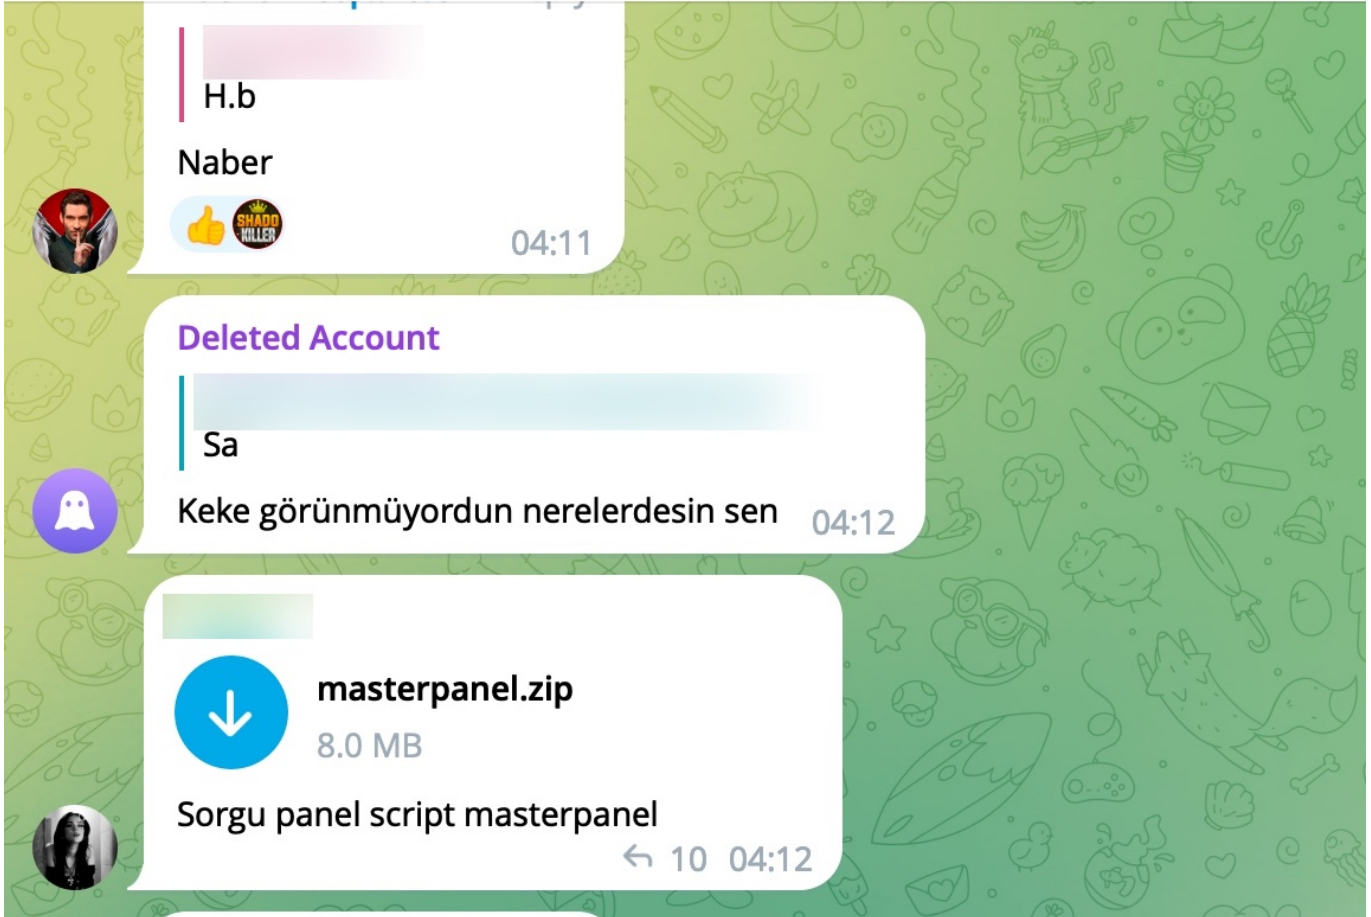 H.b
Naber
SHADO
KILLER
04:11
Deleted Account
Sa
Keke görünmüyordun nerelerdesin sen
04:12
masterpanel.zip
8.0 MB
Sorgu panel script masterpanel
10 04:12